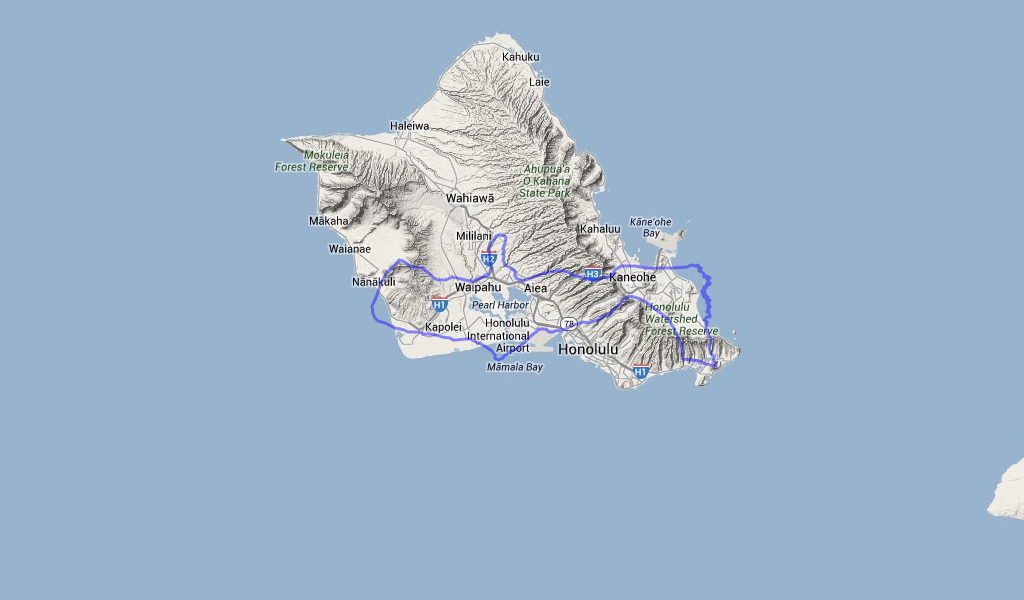 Kahuku
Laie
Haleiwa
Mokuleia
Forest Reserve
Ahupua'a
O Kahana
State Park
Wahiawā
Mākaha
Kāne'ohe
Bay
Kahaluu
Mililani
Waianae
H2
H3
Kaneohe
Nānākuli
Waipahu
Aiea
H1
Pearl Harbor
Honolulu
Watershed
Forest Reserve
Kapolei
Honolulu
International
Airport
78
Honolulu
Māmala Bay
H1